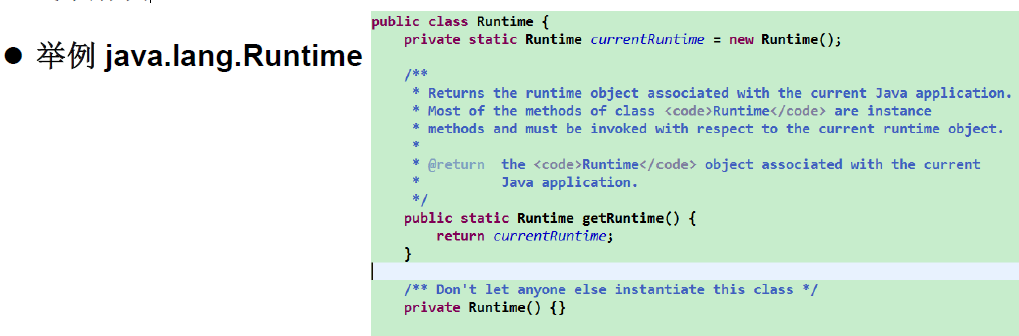 ● 举例 java.lang.Runtime
public class Runtime {
    private static Runtime currentRuntime = new Runtime();

    /**
     * Returns the runtime object associated with the current Java application.
     * Most of the methods of class <code>Runtime</code> are instance
     * methods and must be invoked with respect to the current runtime object.
     *
     * @return  the <code>Runtime</code> object associated with the current
     *          Java application.
     */
    public static Runtime getRuntime() {
        return currentRuntime;
    }

    /** Don't let anyone else instantiate this class */
    private Runtime() {}